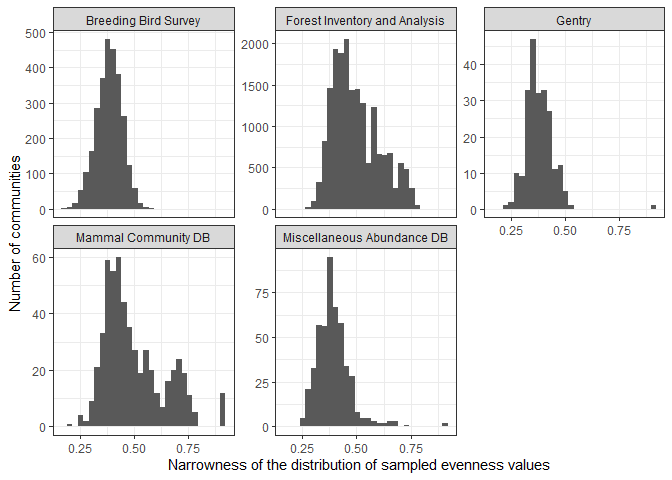 Breeding Bird Survey
Forest Inventory and Analysis
Gentry
500
400
300
200
100
0
2000
1500
1000
500
0
40
30
20
10
0
0.25 0.50 0.75
Mammal Community DB
Miscellaneous Abundance DB
60
40
20
0
75
50
25
0
0.25 0.50 0.75
0.25 0.50 0.75
Number of communities
Narrowness of the distribution of sampled evenness values